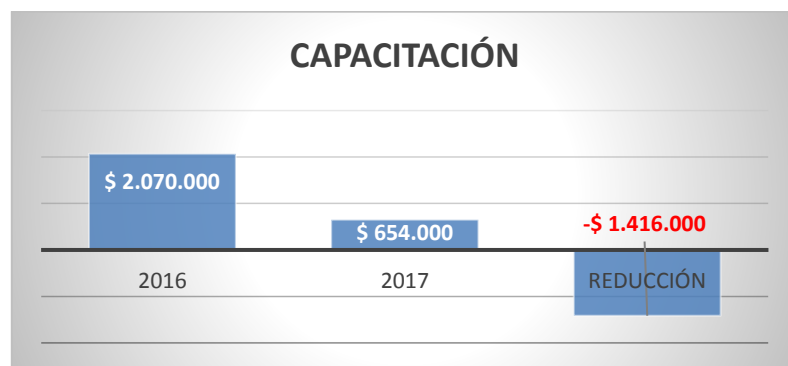 CAPACITACIÓN
$ 2.070.000
$ 654.000
-$ 1.416.000
2016
2017
REDUCCIÓN